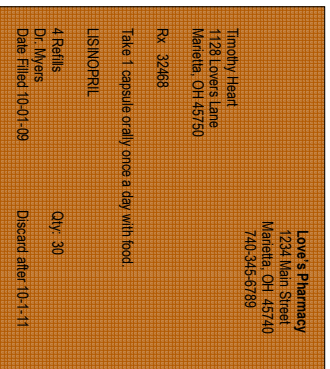 Love's Pharmacy
1234 Main Street
Marietta, OH 45740
740-345-6789
Timothy Heart
1128 Lovers Lane
Marietta, OH 45750
Rx 32468
Take 1 capsule orally once a day with food.
LISINOPRIL
4 Refills Qty: 30
Dr. Myers
Date Filled 10-01-09 Discard after 10-1-11